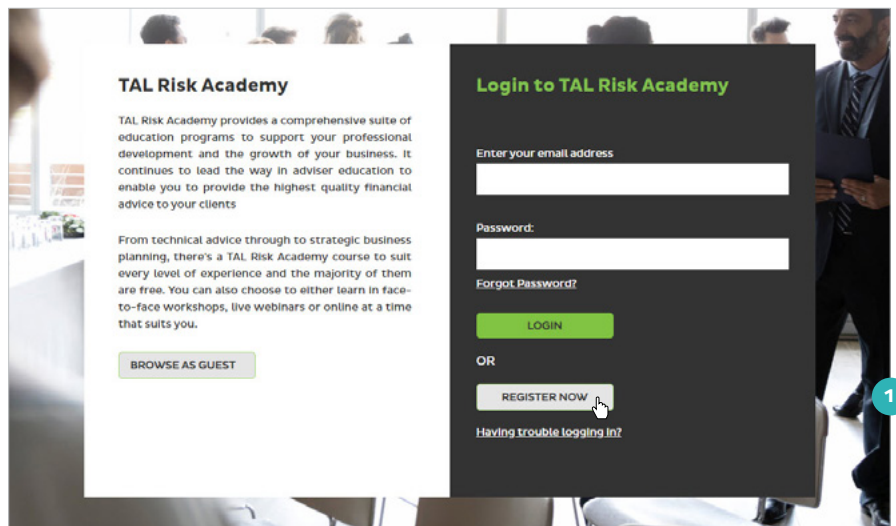 TAL Risk Academy
TAL Risk Academy provides a comprehensive suite of
education programs to support your professional
development and the growth of your business. It
continues to lead the way in adviser education to
enable you to provide the highest quality financial
advice to your clients
From technical advice through to strategic business
planning, there's a TAL Risk Academy course to suit
every level of experience and the majority of them
are free. You can also choose to either learn in face-
to-face workshops, live webinars or online at a time
that suits you.
BROWSE AS GUEST
Login to TAL Risk Academy
Enter your email address
Password:
Forgot Password?
LOGIN
OR
REGISTER NOW
Having trouble logging in?
1